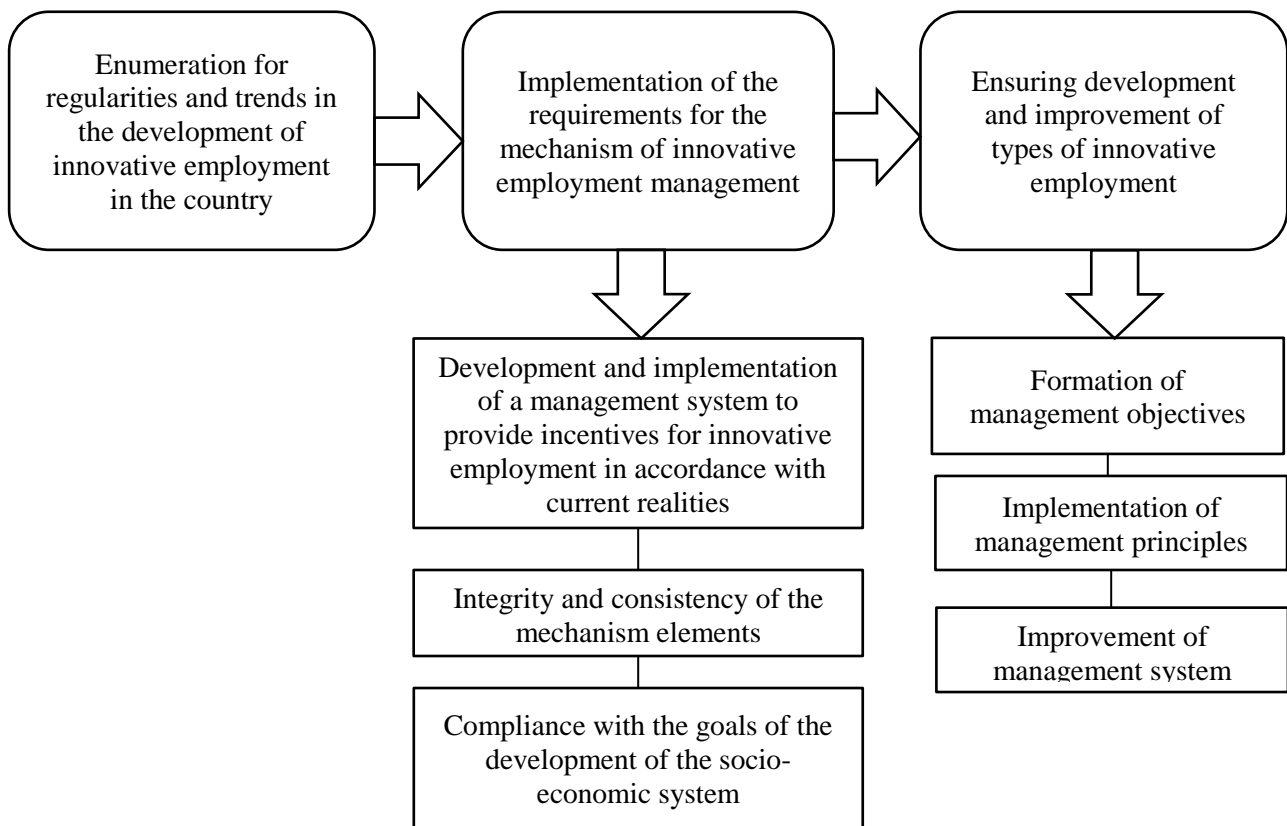 Enumeration for
regularities and trends in
the development of
innovative employment
in the country
Implementation of the
requirements for the
mechanism of innovative
employment management
Ensuring development
and improvement of
types of innovative
employment
Development and implementation
of a management system to
provide incentives for innovative
employment in accordance with
current realities
Integrity and consistency of the
mechanism elements
Compliance with the goals of the
development of the socio-
economic system
Formation of
management objectives
Implementation of
management principles
Improvement of
management system